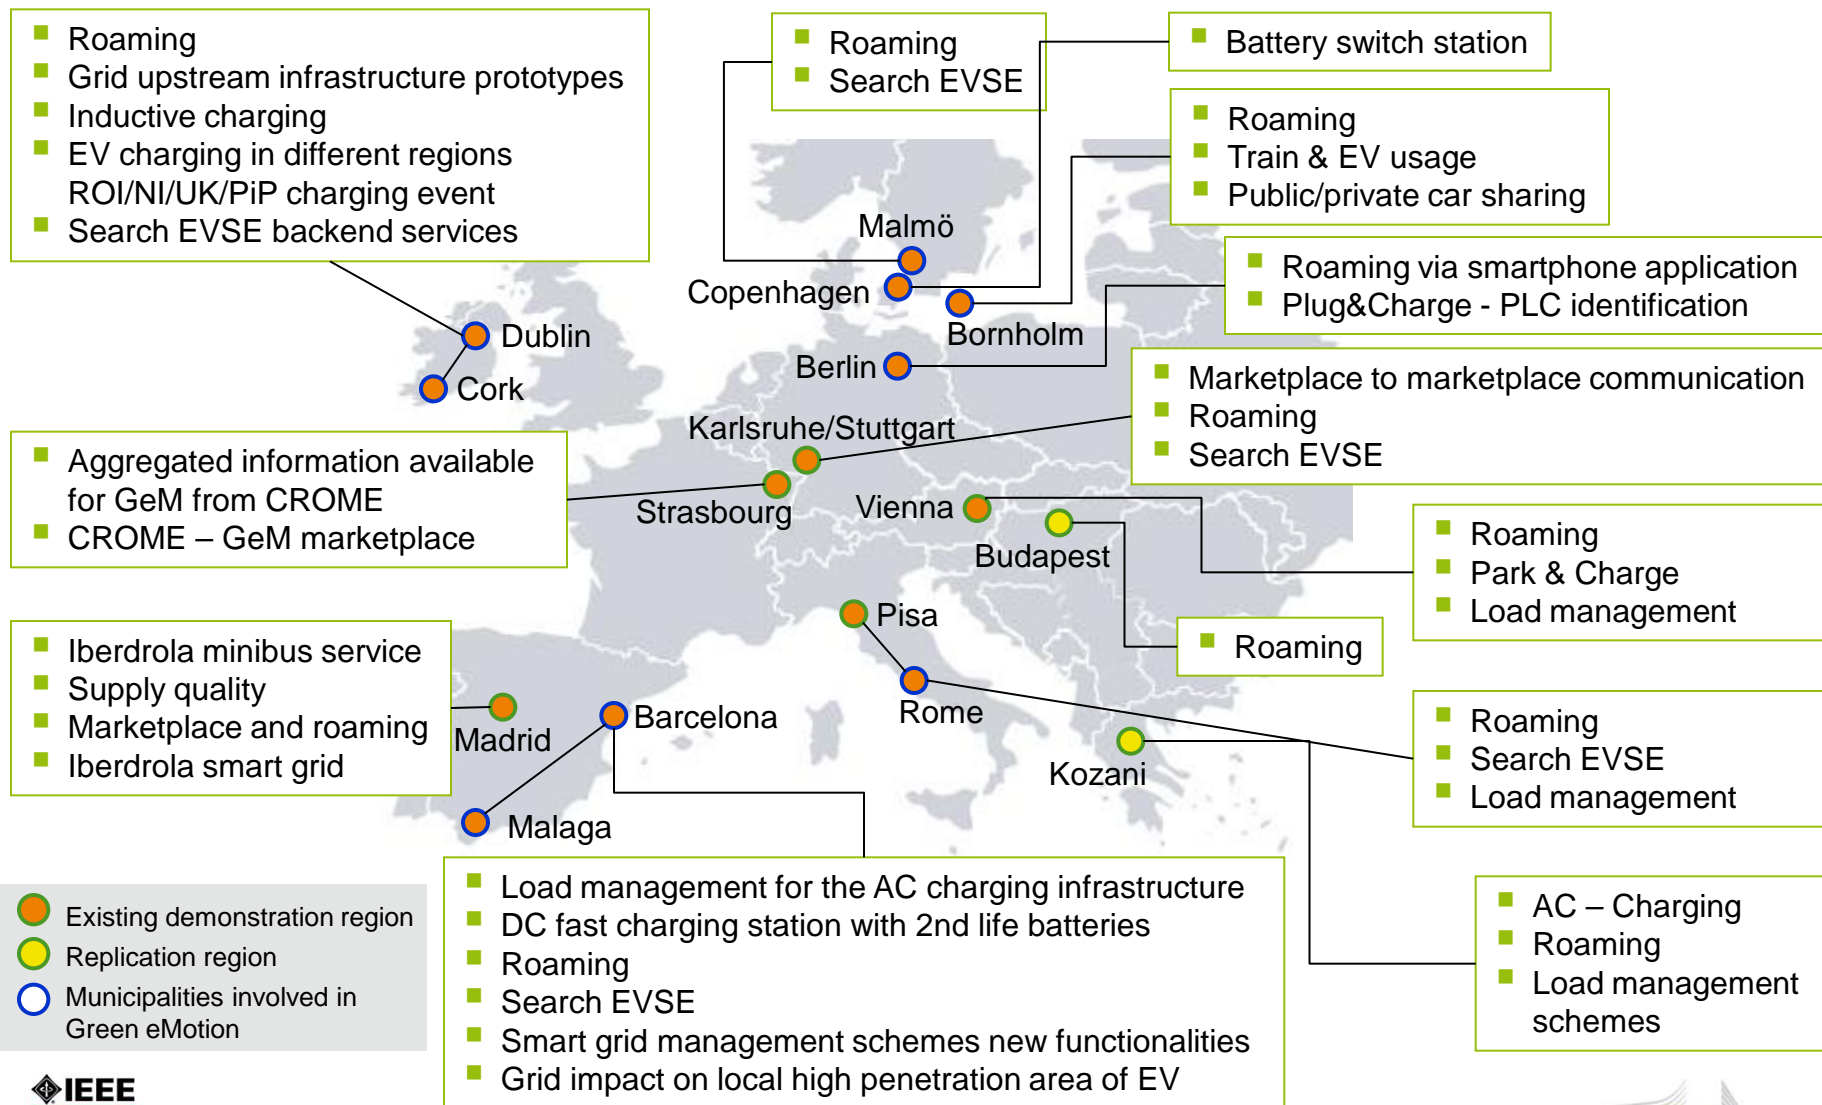 Roaming
Grid upstream infrastructure prototypes
Inductive charging
EV charging in different regions
ROI/NI/UK/PiP charging event
Search EVSE backend services
Roaming
Search EVSE
Battery switch station
Roaming
Train & EV usage
Public/private car sharing
Roaming via smartphone application
Plug&Charge - PLC identification
Malmö
Copenhagen
Bornholm
Dublin
Berlin
Cork
Marketplace to marketplace communication
Roaming
Search EVSE
Karlsruhe/Stuttgart
Aggregated information available
for GeM from CROME
CROME – GeM marketplace
Strasbourg
Vienna
Budapest
Roaming
Park & Charge
Load management
Pisa
Roaming
Iberdrola minibus service
Supply quality
Marketplace and roaming
Iberdrola smart grid
Madrid
Barcelona
Rome
Kozani
Malaga
Roaming
Search EVSE
Load management
Load management for the AC charging infrastructure
DC fast charging station with 2nd life batteries
Roaming
Search EVSE
Smart grid management schemes new functionalities
Grid impact on local high penetration area of EV
AC – Charging
Roaming
Load management
schemes
Existing demonstration region
Replication region
Municipalities involved in
Green eMotion
IEEE